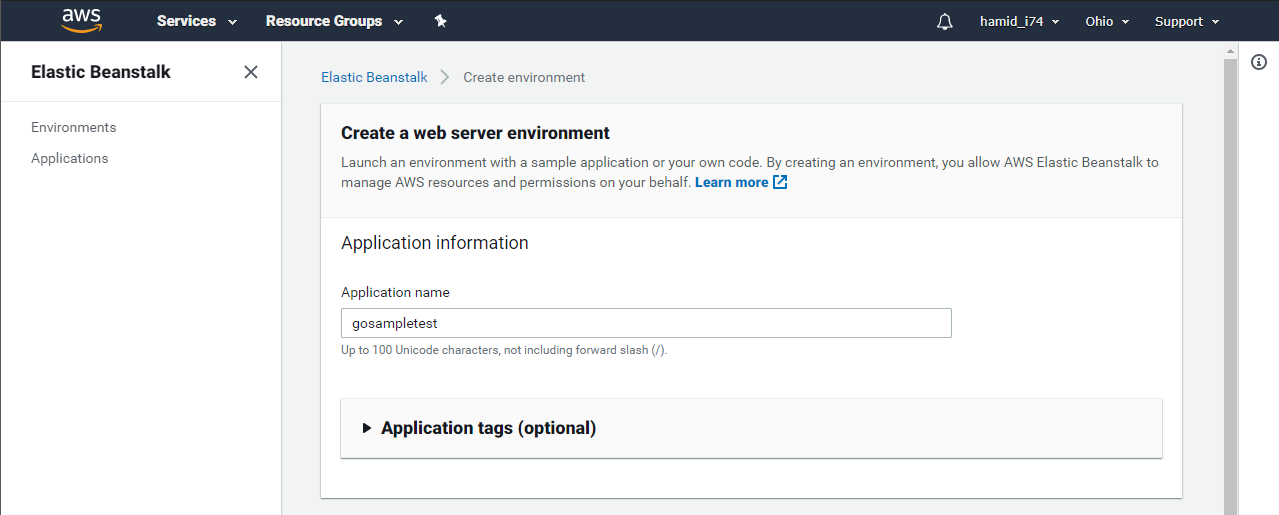 aws Services Resource Groups hamid_i74 Ohio Support
Elastic Beanstalk
Environments
Applications
Elastic Beanstalk Create environment
Create a web server environment
Launch an environment with a sample application or your own code. By creating an environment, you allow AWS Elastic Beanstalk to
manage AWS resources and permissions on your behalf. Learn more
Application information
Application name
gosampletest
Up to 100 Unicode characters, not including forward slash (/).
Application tags (optional)